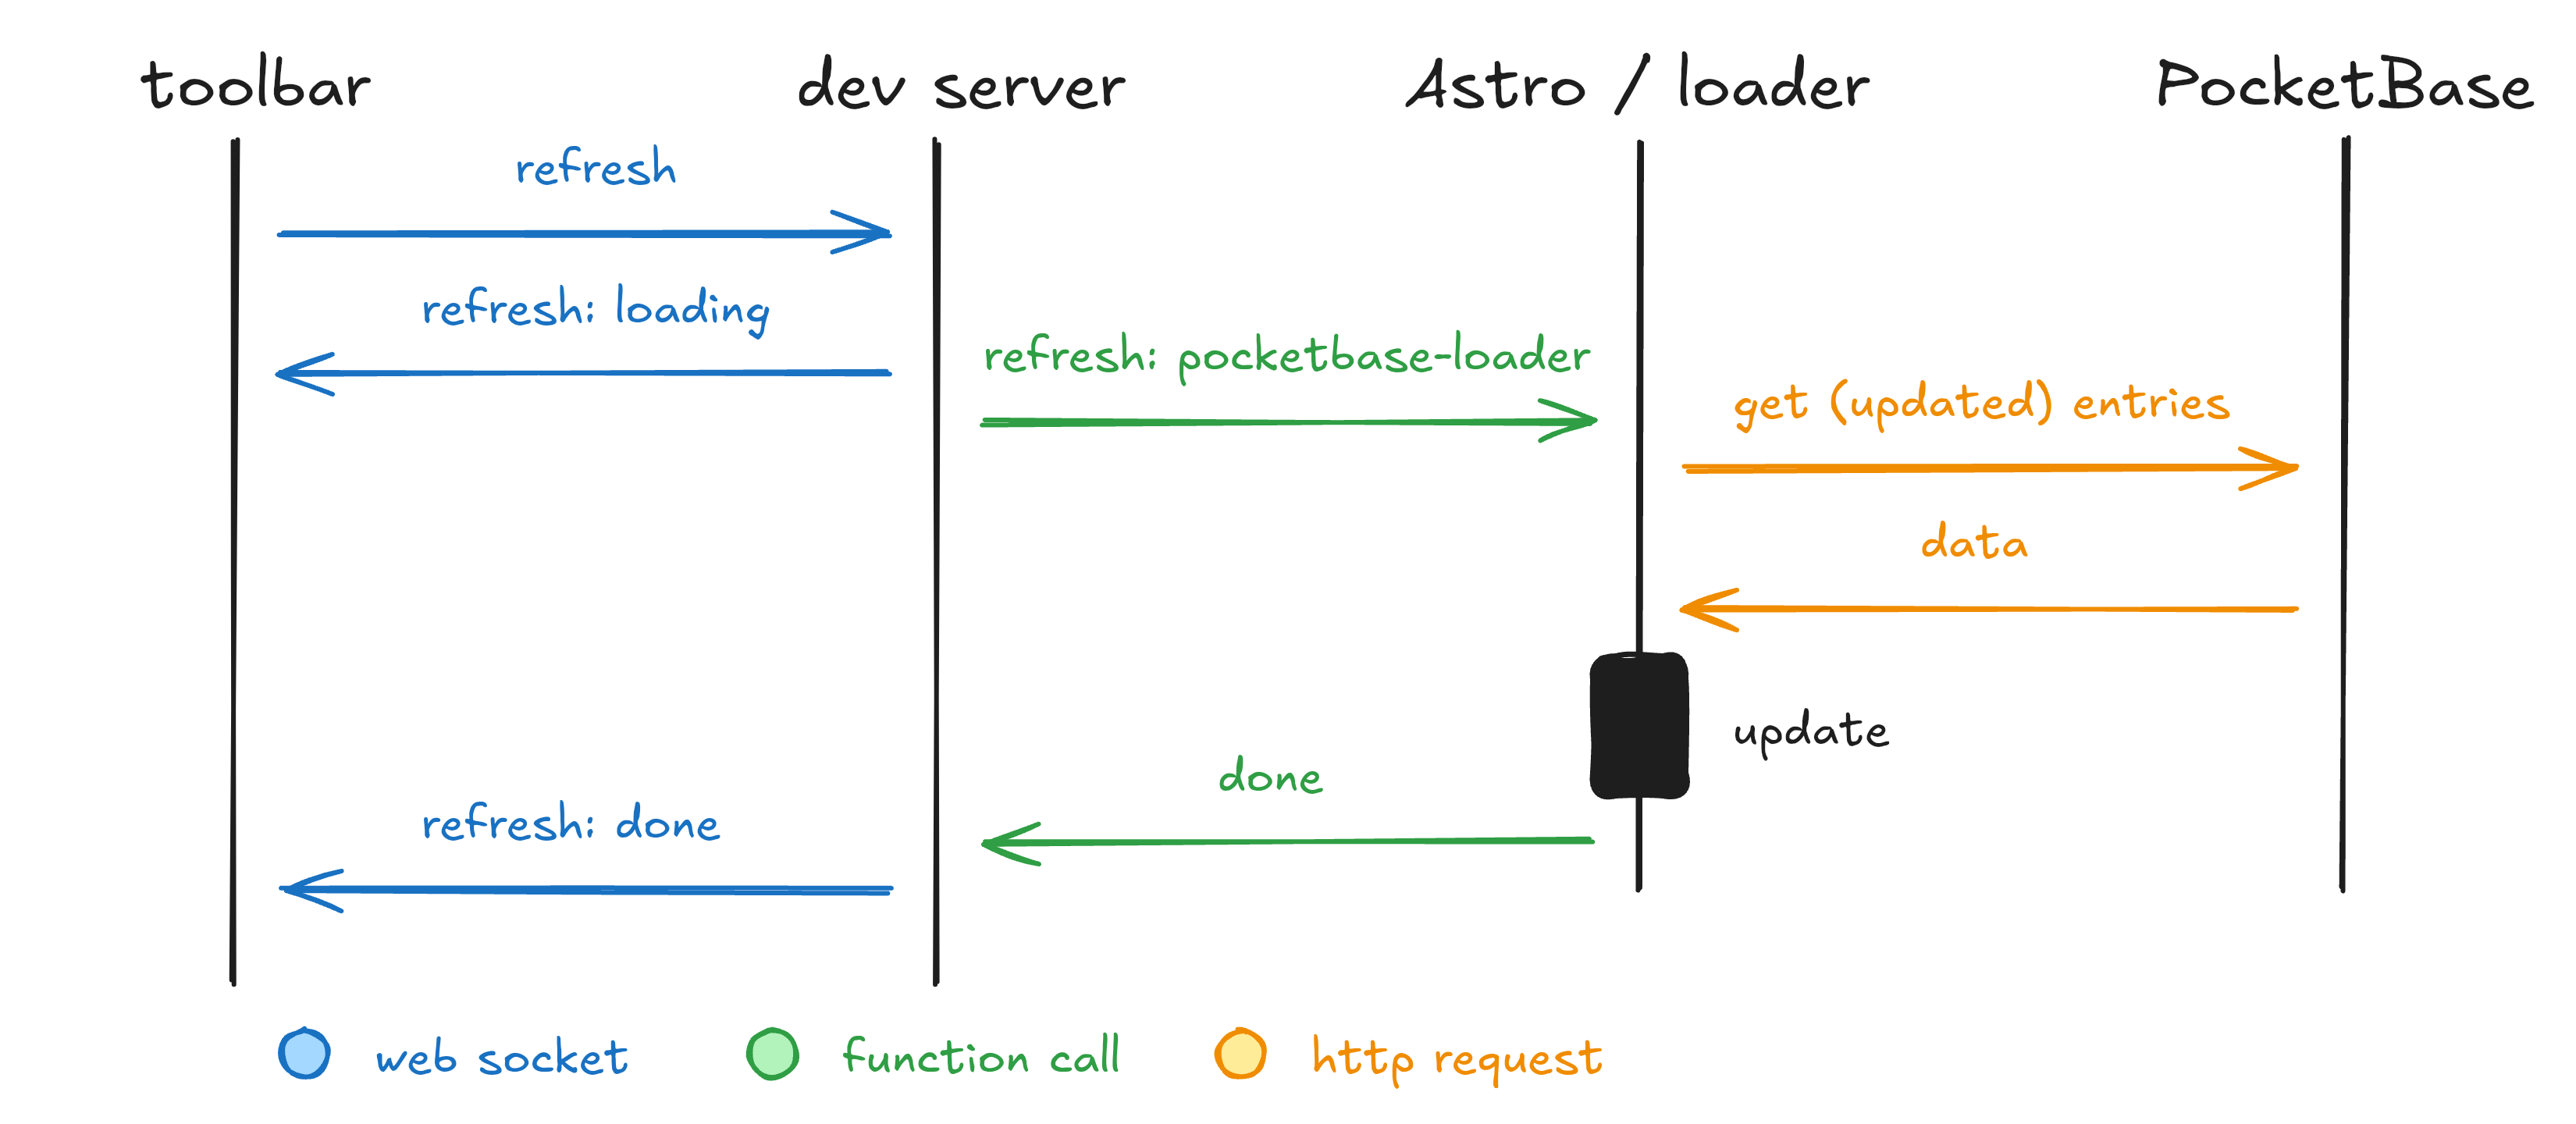 toolbar
dev server
Astro / loader
PocketBase
refresh
refresh: loading
refresh: pocketbase-loader
get (updated) entries
data
update
done
refresh: done
web socket
function call
http request